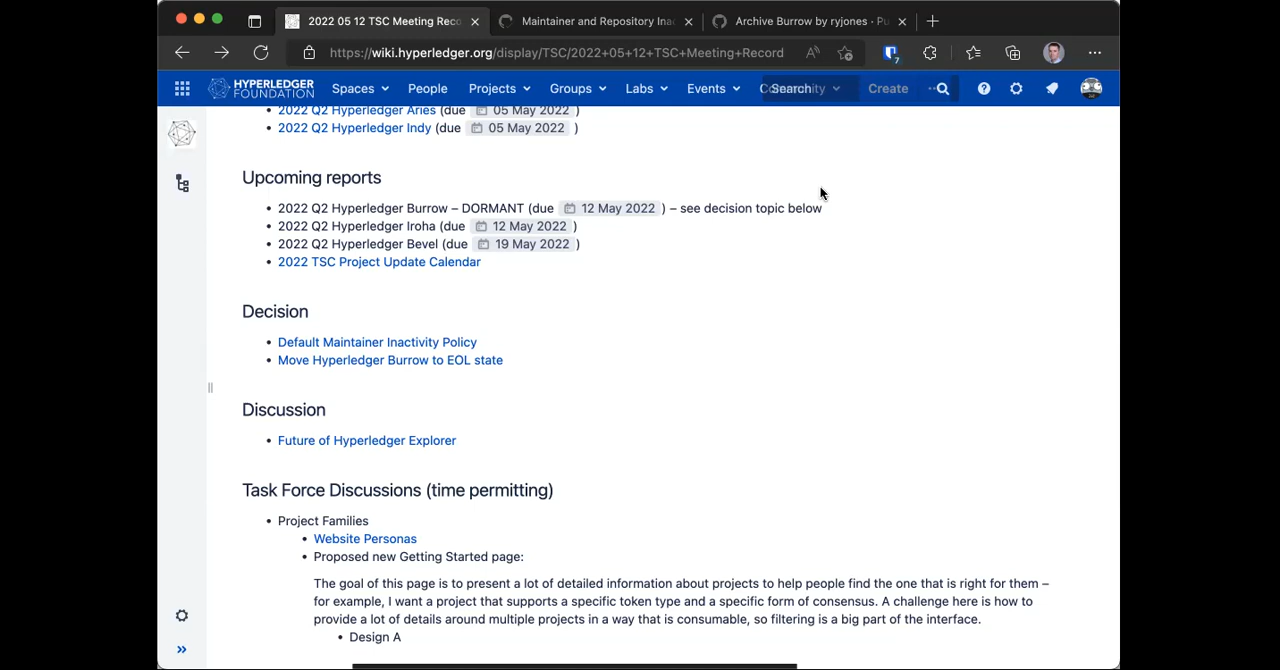 2022 05 12 TSC Meeting Reco
Maintainer and Repository Ina
Archive Burrow by ryjones · Pu
https://wiki.hyperledger.org/display/TSC/2022+05+12+TSC+Meeting+Record
7
HYPERLEDGER
FOUNDATION
Spaces
People
Projects
Groups
Labs
Events
Search
Create
2022 Q2 Hyperledger Aries (due 05 May 2022 )
2022 Q2 Hyperledger Indy (due 05 May 2022 )
Upcoming reports
2022 Q2 Hyperledger Burrow – DORMANT (due 12 May 2022 ) – see decision topic below
2022 Q2 Hyperledger Iroha (due 12 May 2022 )
2022 Q2 Hyperledger Bevel (due 19 May 2022 )
2022 TSC Project Update Calendar
Decision
Default Maintainer Inactivity Policy
Move Hyperledger Burrow to EOL state
Discussion
Future of Hyperledger Explorer
Task Force Discussions (time permitting)
Project Families
Website Personas
Proposed new Getting Started page:
The goal of this page is to present a lot of detailed information about projects to help people find the one that is right for them –
for example, I want a project that supports a specific token type and a specific form of consensus. A challenge here is how to
provide a lot of details around multiple projects in a way that is consumable, so filtering is a big part of the interface.
Design A